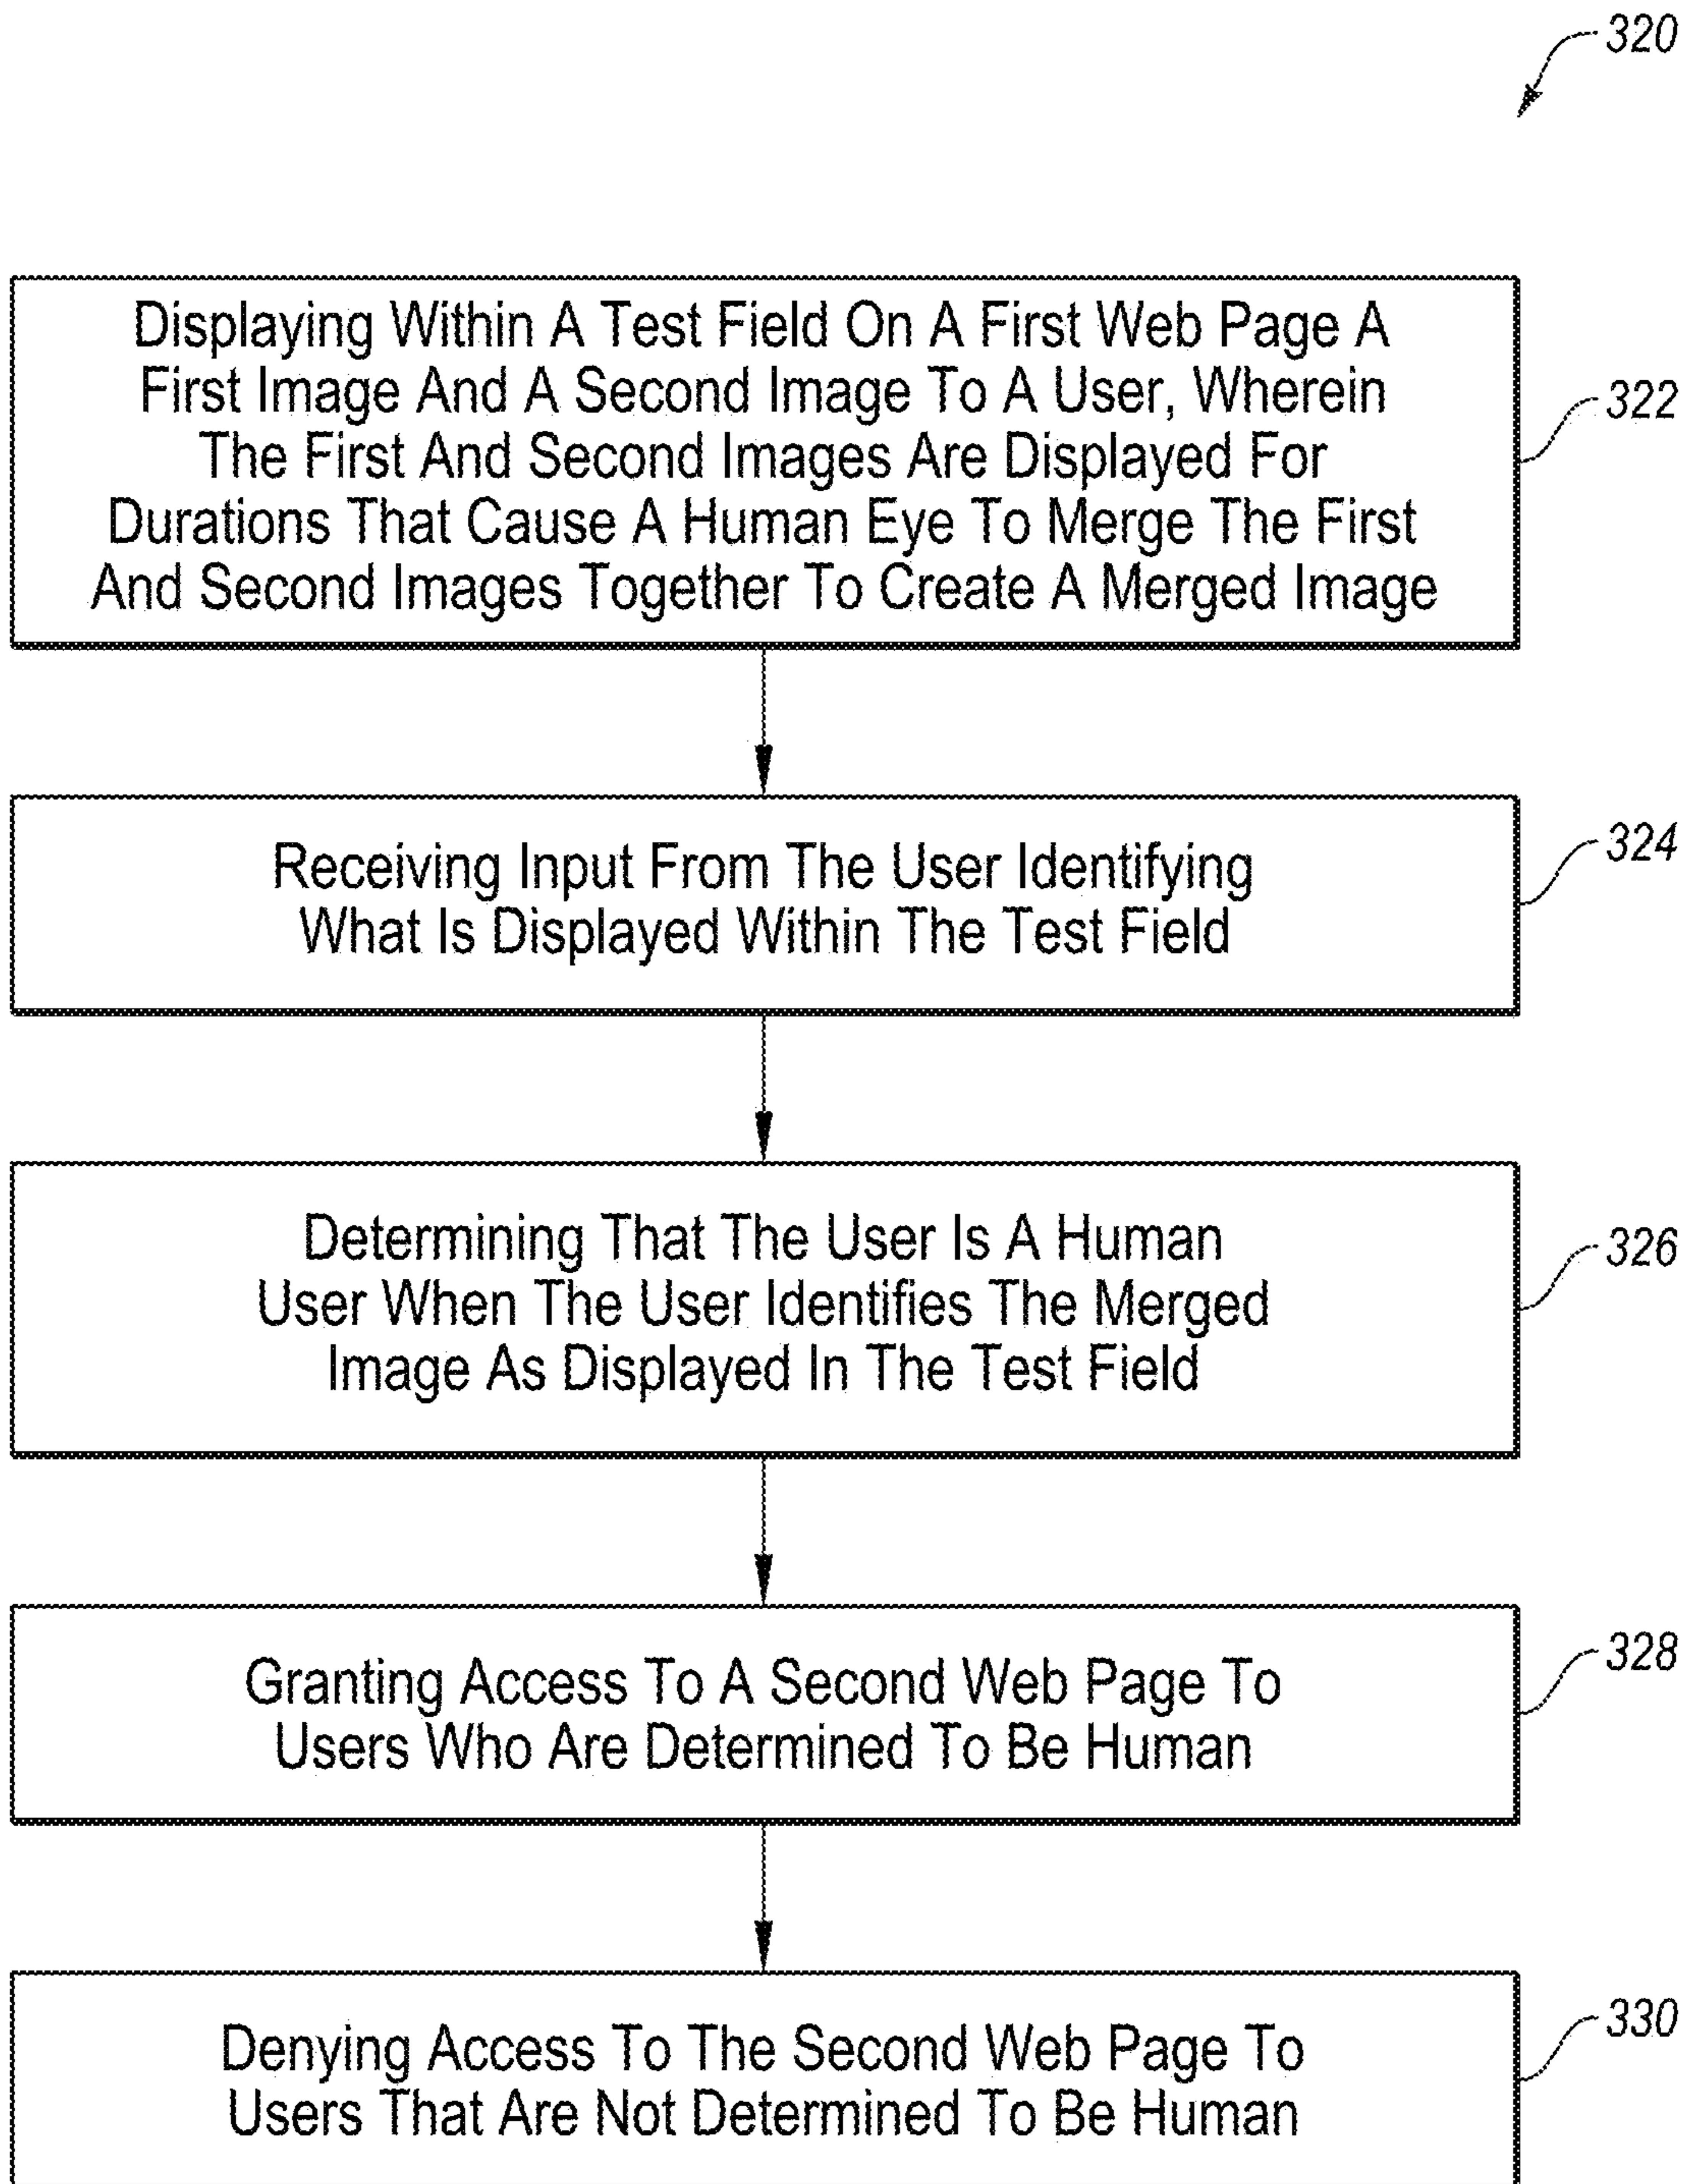 320
Displaying Within A Test Field On A First Web Page A
First Image And A Second Image To A User, Wherein
The First And Second Images Are Displayed For
Durations That Cause A Human Eye To Merge The First
And Second Images Together To Create A Merged Image
322
Receiving Input From The User Identifying
What Is Displayed Within The Test Field
324
Determining That The User Is A Human
User When The User Identifies The Merged
Image As Displayed In The Test Field
326
Granting Access To A Second Web Page To
Users Who Are Determined To Be Human
328
Denying Access To The Second Web Page To
Users That Are Not Determined To Be Human
330